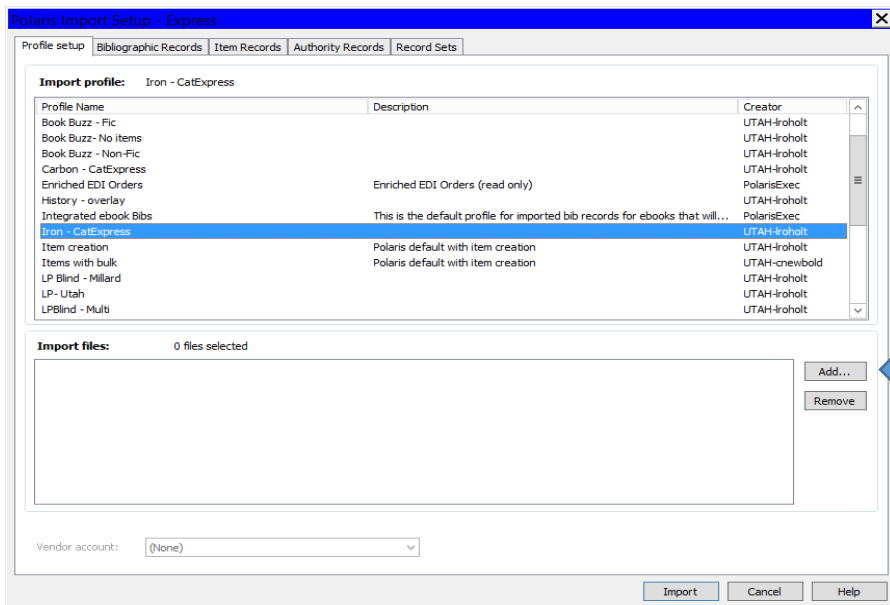 Polaris Import Setup - Express
Profile setup Bibliographic Records Item Records Authority Records Record Sets
Import profile: Iron - CatExpress
Profile Name Description Creator
Book Buzz - Fic UTAH-lroholt
Book Buzz- No items UTAH-lroholt
Book Buzz - Non-Fic UTAH-lroholt
Carbon - CatExpress UTAH-lroholt
Enriched EDI Orders Enriched EDI Orders (read only) PolarisExec
History - overlay UTAH-lroholt
Integrated ebook Bibs This is the default profile for imported bib records for ebooks that will... PolarisExec
Iron - CatExpress UTAH-lroholt
Item creation Polaris default with item creation UTAH-lroholt
Items with bulk Polaris default with item creation UTAH-cnewbold
LP Blind - Millard UTAH-lroholt
LP- Utah UTAH-lroholt
LPBlind - Multi UTAH-lroholt
Import files: 0 files selected
Add...
Remove
Vendor account: (None)
Import Cancel Help